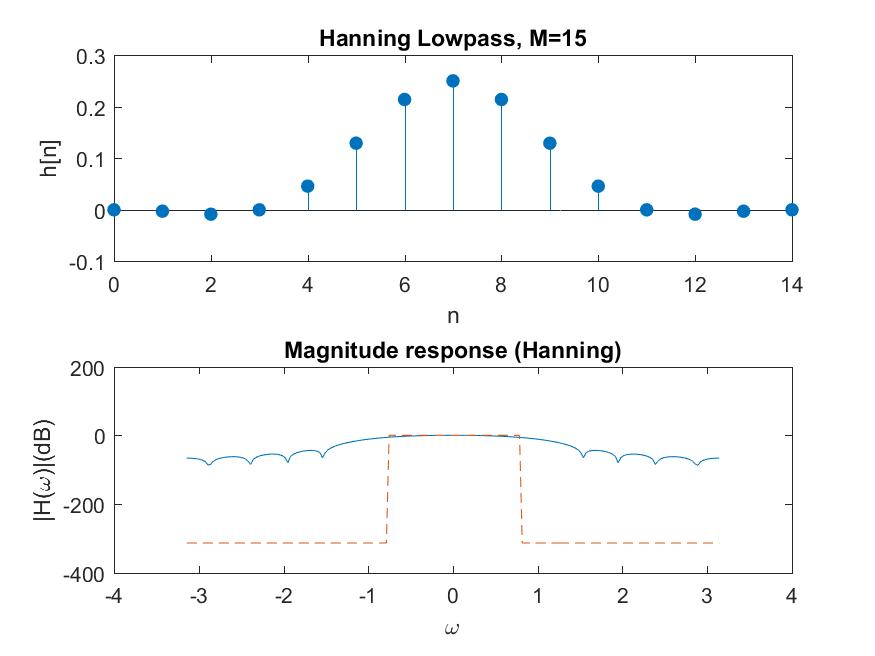 Hanning Lowpass, M=15
0.3
0.2
0.1
0
-0.1
h[n]
0 2 4 6 8 10 12 14
n
Magnitude response (Hanning)
200
0
-200
-400
|H(ω)|(dB)
-4 -3 -2 -1 0 1 2 3 4
ω